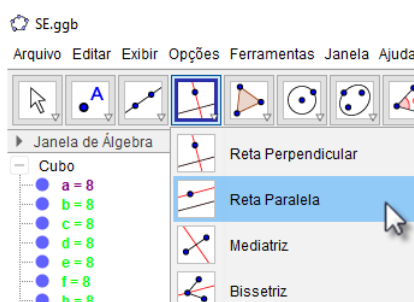 SE.ggb
Arquivo Editar Exibir Opções Ferramentas Janela Ajuda
A
Janela de Álgebra
Cubo
a = 8
b = 8
c = 8
d = 8
e = 8
f = 8
h = 8
Reta Perpendicular
Reta Paralela
Mediatriz
Bissetriz